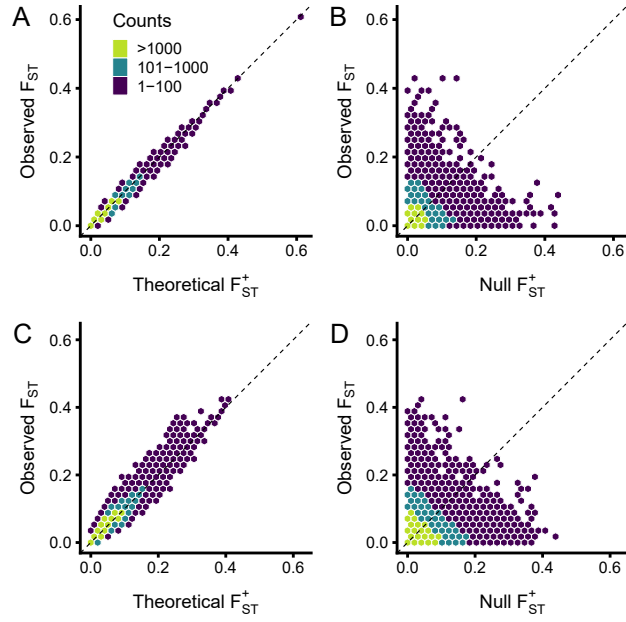 A
Counts
>1000
101−1000
1−100
Observed F_ST
0.6
0.4
0.2
0.0
0.0 0.2 0.4 0.6
Theoretical F_ST^+
B
Observed F_ST
0.6
0.4
0.2
0.0
0.0 0.2 0.4 0.6
Null F_ST^+
C
Observed F_ST
0.6
0.4
0.2
0.0
0.0 0.2 0.4 0.6
Theoretical F_ST^+
D
Observed F_ST
0.6
0.4
0.2
0.0
0.0 0.2 0.4 0.6
Null F_ST^+